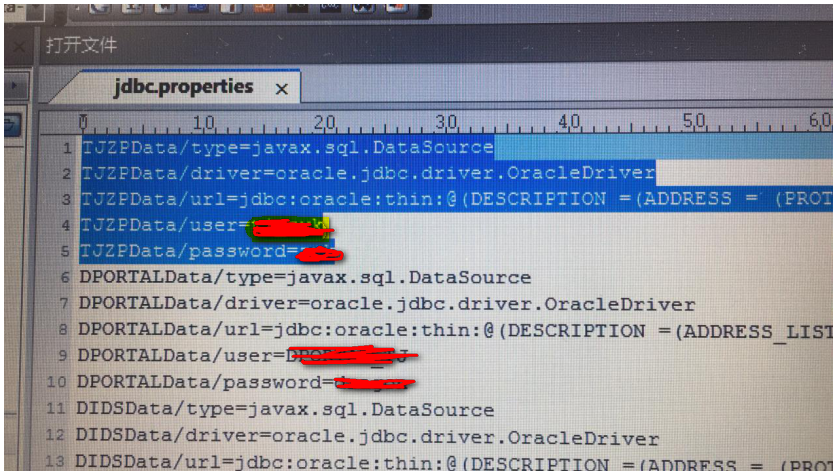 打开文件
jdbc.properties x
0 10 20 30 40 50 60
1 TJZPData/type=javax.sql.DataSource
2 TJZPData/driver=oracle.jdbc.driver.OracleDriver
3 TJZPData/url=jdbc:oracle:thin:@(DESCRIPTION =(ADDRESS = (PROT
4 TJZPData/user=
5 TJZPData/password=
6 DPORTALData/type=javax.sql.DataSource
7 DPORTALData/driver=oracle.jdbc.driver.OracleDriver
8 DPORTALData/url=jdbc:oracle:thin:@(DESCRIPTION =(ADDRESS_LIST
9 DPORTALData/user=
10 DPORTALData/password=
11 DIDSData/type=javax.sql.DataSource
12 DIDSData/driver=oracle.jdbc.driver.OracleDriver
13 DIDSData/url=jdbc:oracle:thin:@(DESCRIPTION =(ADDRESS = (PROT